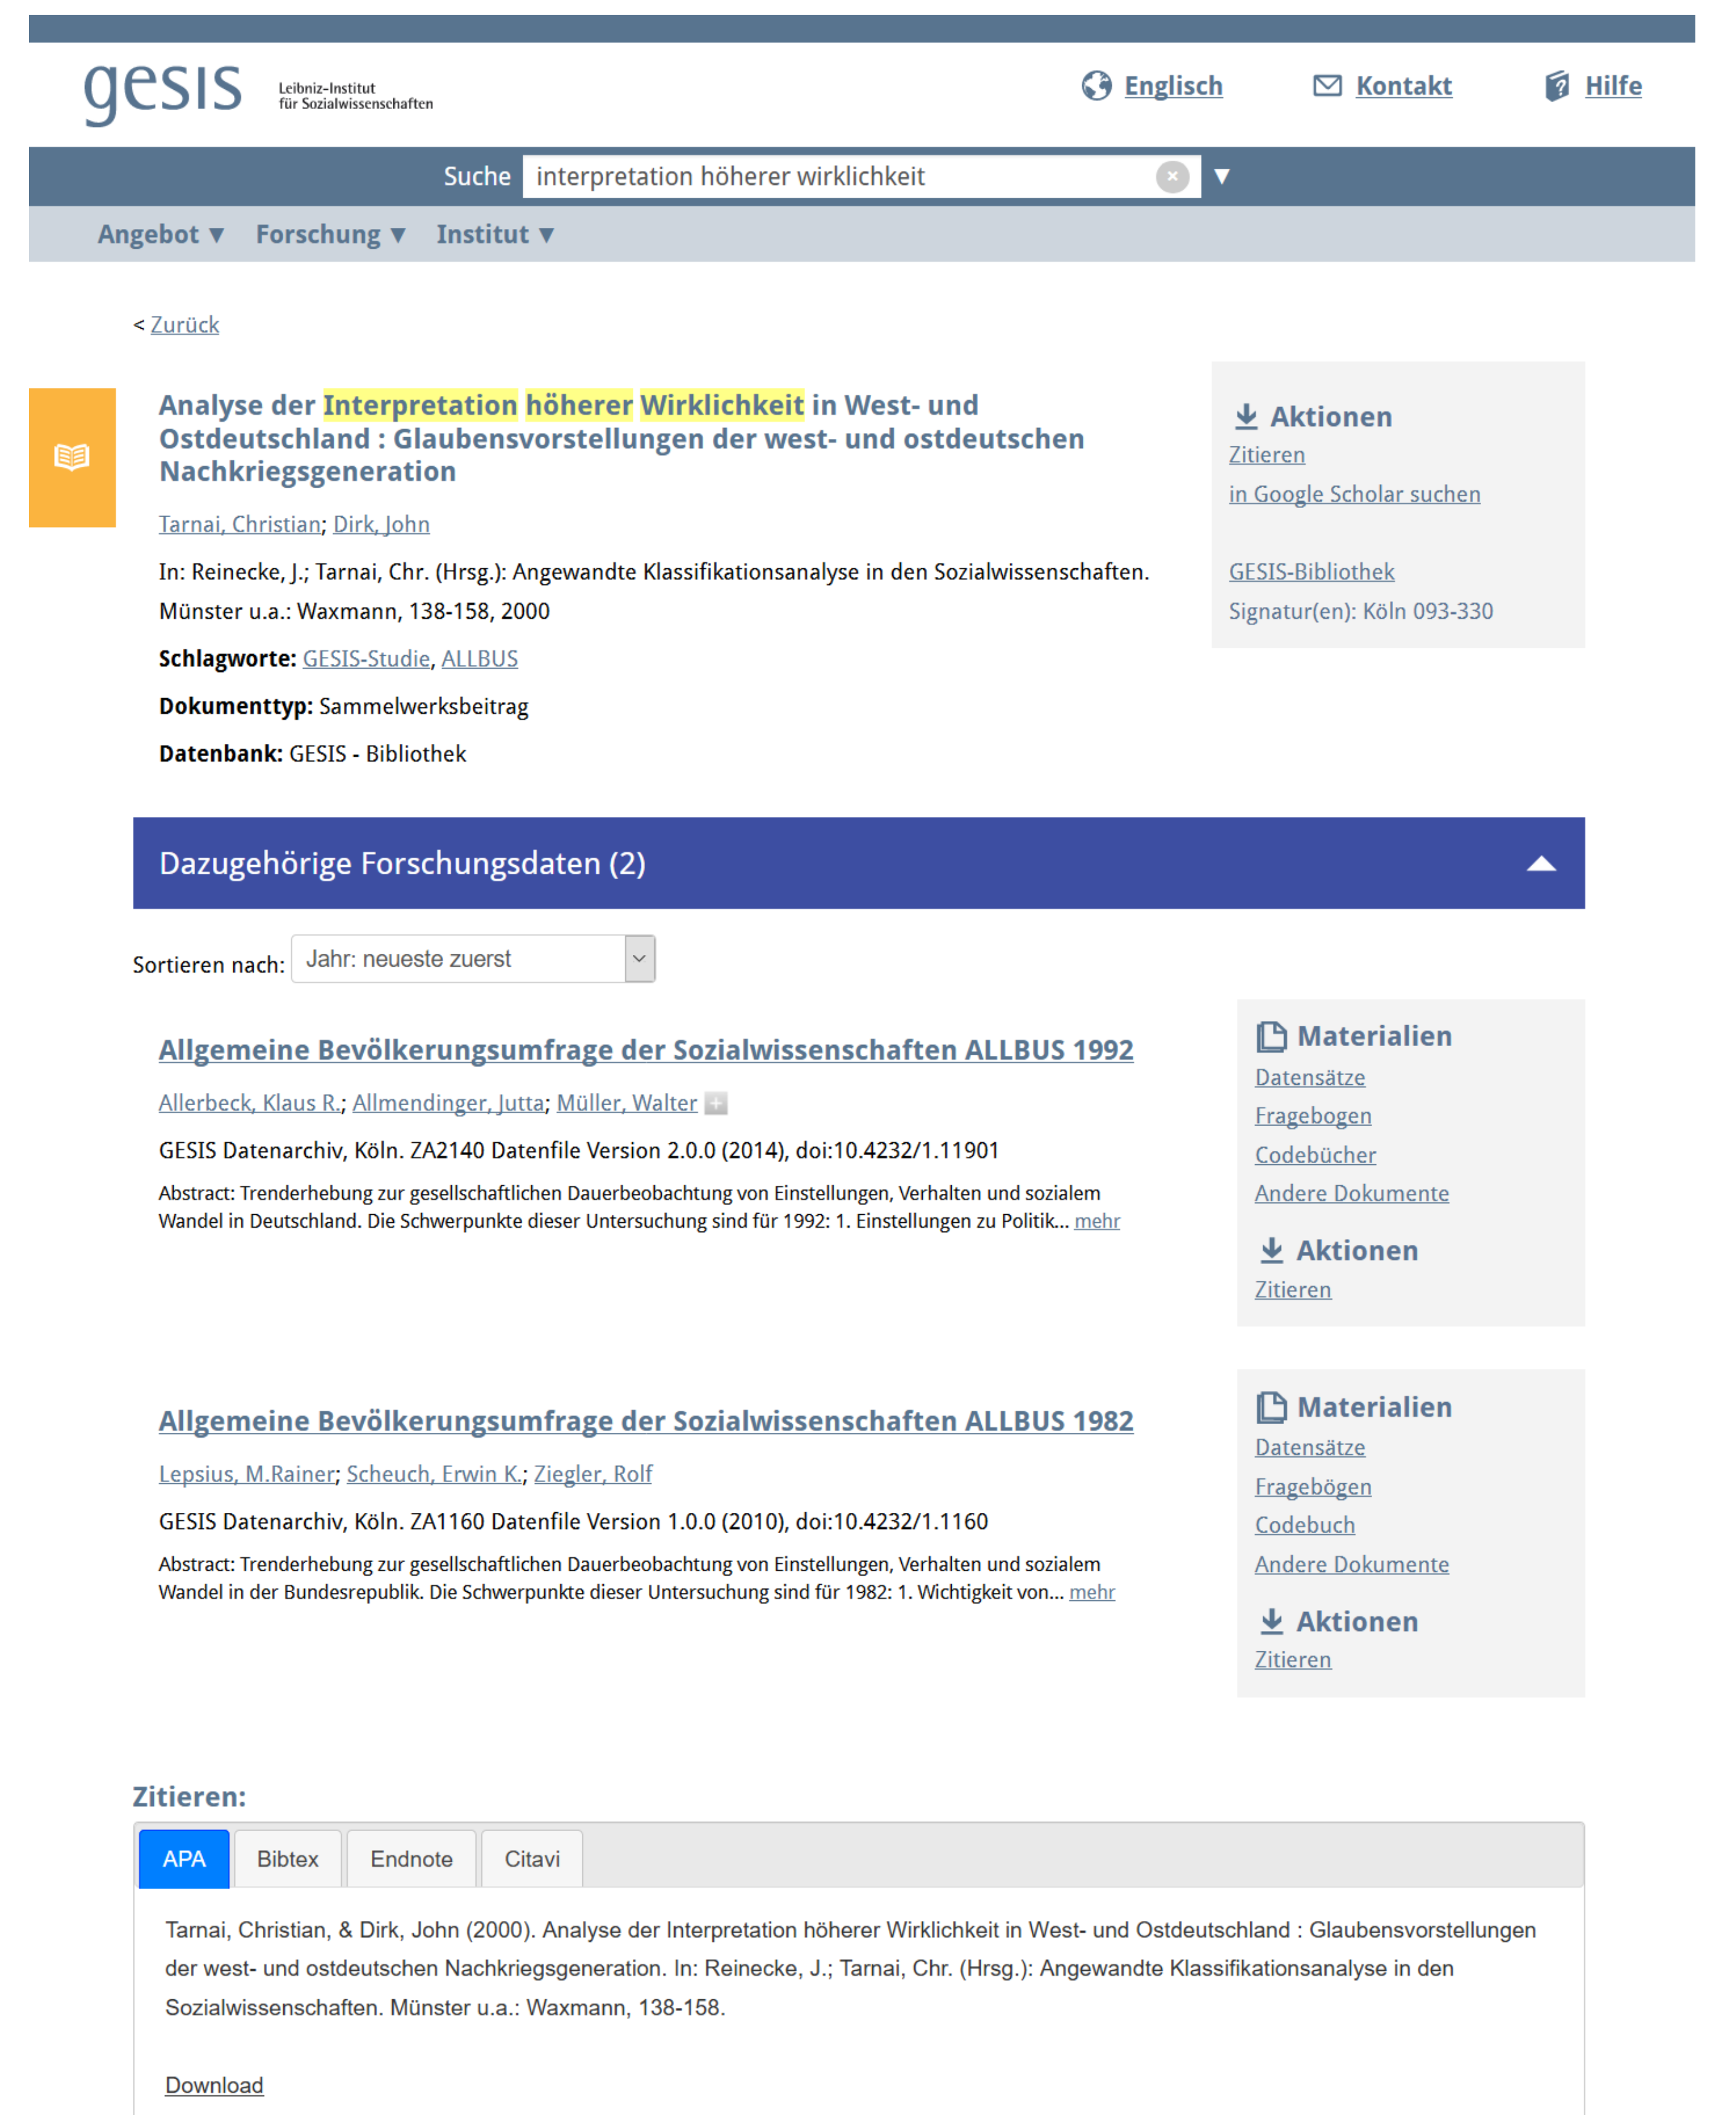 gesis
Leibniz-Institut
für Sozialwissenschaften
Englisch
Kontakt
Hilfe
Suche interpretation höherer wirklichkeit
Angebot ▼ Forschung ▼ Institut ▼
< Zurück
Analyse der Interpretation höherer Wirklichkeit in West- und
Ostdeutschland : Glaubensvorstellungen der west- und ostdeutschen
Nachkriegsgeneration
Tarnai, Christian; Dirk, John
In: Reinecke, J.; Tarnai, Chr. (Hrsg.): Angewandte Klassifikationsanalyse in den Sozialwissenschaften.
Münster u.a.: Waxmann, 138-158, 2000
Schlagworte: GESIS-Studie, ALLBUS
Dokumenttyp: Sammelwerksbeitrag
Datenbank: GESIS - Bibliothek
Aktionen
Zitieren
in Google Scholar suchen
GESIS-Bibliothek
Signatur(en): Köln 093-330
Dazugehörige Forschungsdaten (2)
Sortieren nach: Jahr: neueste zuerst
Allgemeine Bevölkerungsumfrage der Sozialwissenschaften ALLBUS 1992
Allerbeck, Klaus R.; Allmendinger, Jutta; Müller, Walter +
GESIS Datenarchiv, Köln. ZA2140 Datenfile Version 2.0.0 (2014), doi:10.4232/1.11901
Abstract: Trenderhebung zur gesellschaftlichen Dauerbeobachtung von Einstellungen, Verhalten und sozialem
Wandel in Deutschland. Die Schwerpunkte dieser Untersuchung sind für 1992: 1. Einstellungen zu Politik... mehr
Materialien
Datensätze
Fragebogen
Codebücher
Andere Dokumente
Aktionen
Zitieren
Allgemeine Bevölkerungsumfrage der Sozialwissenschaften ALLBUS 1982
Lepsius, M.Rainer; Scheuch, Erwin K.; Ziegler, Rolf
GESIS Datenarchiv, Köln. ZA1160 Datenfile Version 1.0.0 (2010), doi:10.4232/1.1160
Abstract: Trenderhebung zur gesellschaftlichen Dauerbeobachtung von Einstellungen, Verhalten und sozialem
Wandel in der Bundesrepublik. Die Schwerpunkte dieser Untersuchung sind für 1982: 1. Wichtigkeit von... mehr
Materialien
Datensätze
Fragebögen
Codebuch
Andere Dokumente
Aktionen
Zitieren
Zitieren:
APA Bibtex Endnote Citavi
Tarnai, Christian, & Dirk, John (2000). Analyse der Interpretation höherer Wirklichkeit in West- und Ostdeutschland : Glaubensvorstellungen
der west- und ostdeutschen Nachkriegsgeneration. In: Reinecke, J.; Tarnai, Chr. (Hrsg.): Angewandte Klassifikationsanalyse in den
Sozialwissenschaften. Münster u.a.: Waxmann, 138-158.
Download